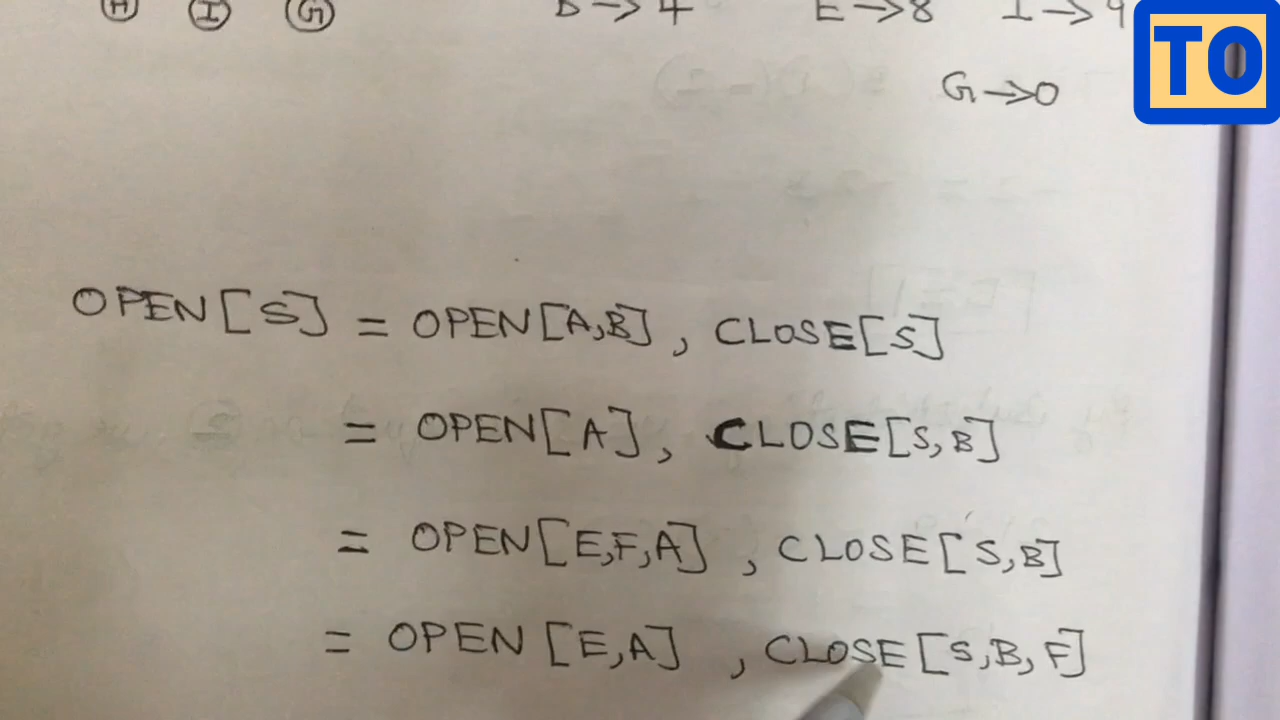 H I G B → 4 E → 8 I → 9
G → 0
TO
OPEN[S] = OPEN[A,B], CLOSE[S]
= OPEN[A], CLOSE[S,B]
= OPEN[E,F,A], CLOSE[S,B]
= OPEN[E,A], CLOSE[S,B,F]